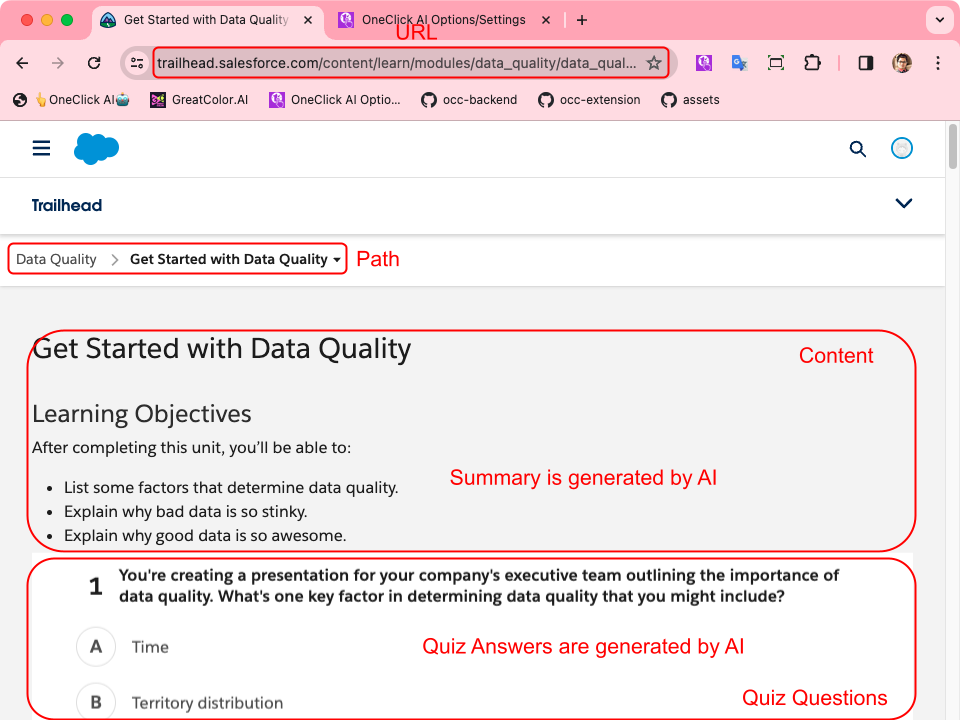 Get Started with Data Quality
OneClick AI Options/Settings
URL
trailhead.salesforce.com/content/learn/modules/data_quality/data_qual...
👆OneClick AI🤖
GreatColor.AI
OneClick AI Optio...
occ-backend
occ-extension
assets
Trailhead
Data Quality
Get Started with Data Quality
Path
Get Started with Data Quality
Content
Learning Objectives
After completing this unit, you’ll be able to:
Summary is generated by AI
• List some factors that determine data quality.
• Explain why bad data is so stinky.
• Explain why good data is so awesome.
1
You're creating a presentation for your company's executive team outlining the importance of
data quality. What's one key factor in determining data quality that you might include?
A Time
Quiz Answers are generated by AI
B Territory distribution
Quiz Questions